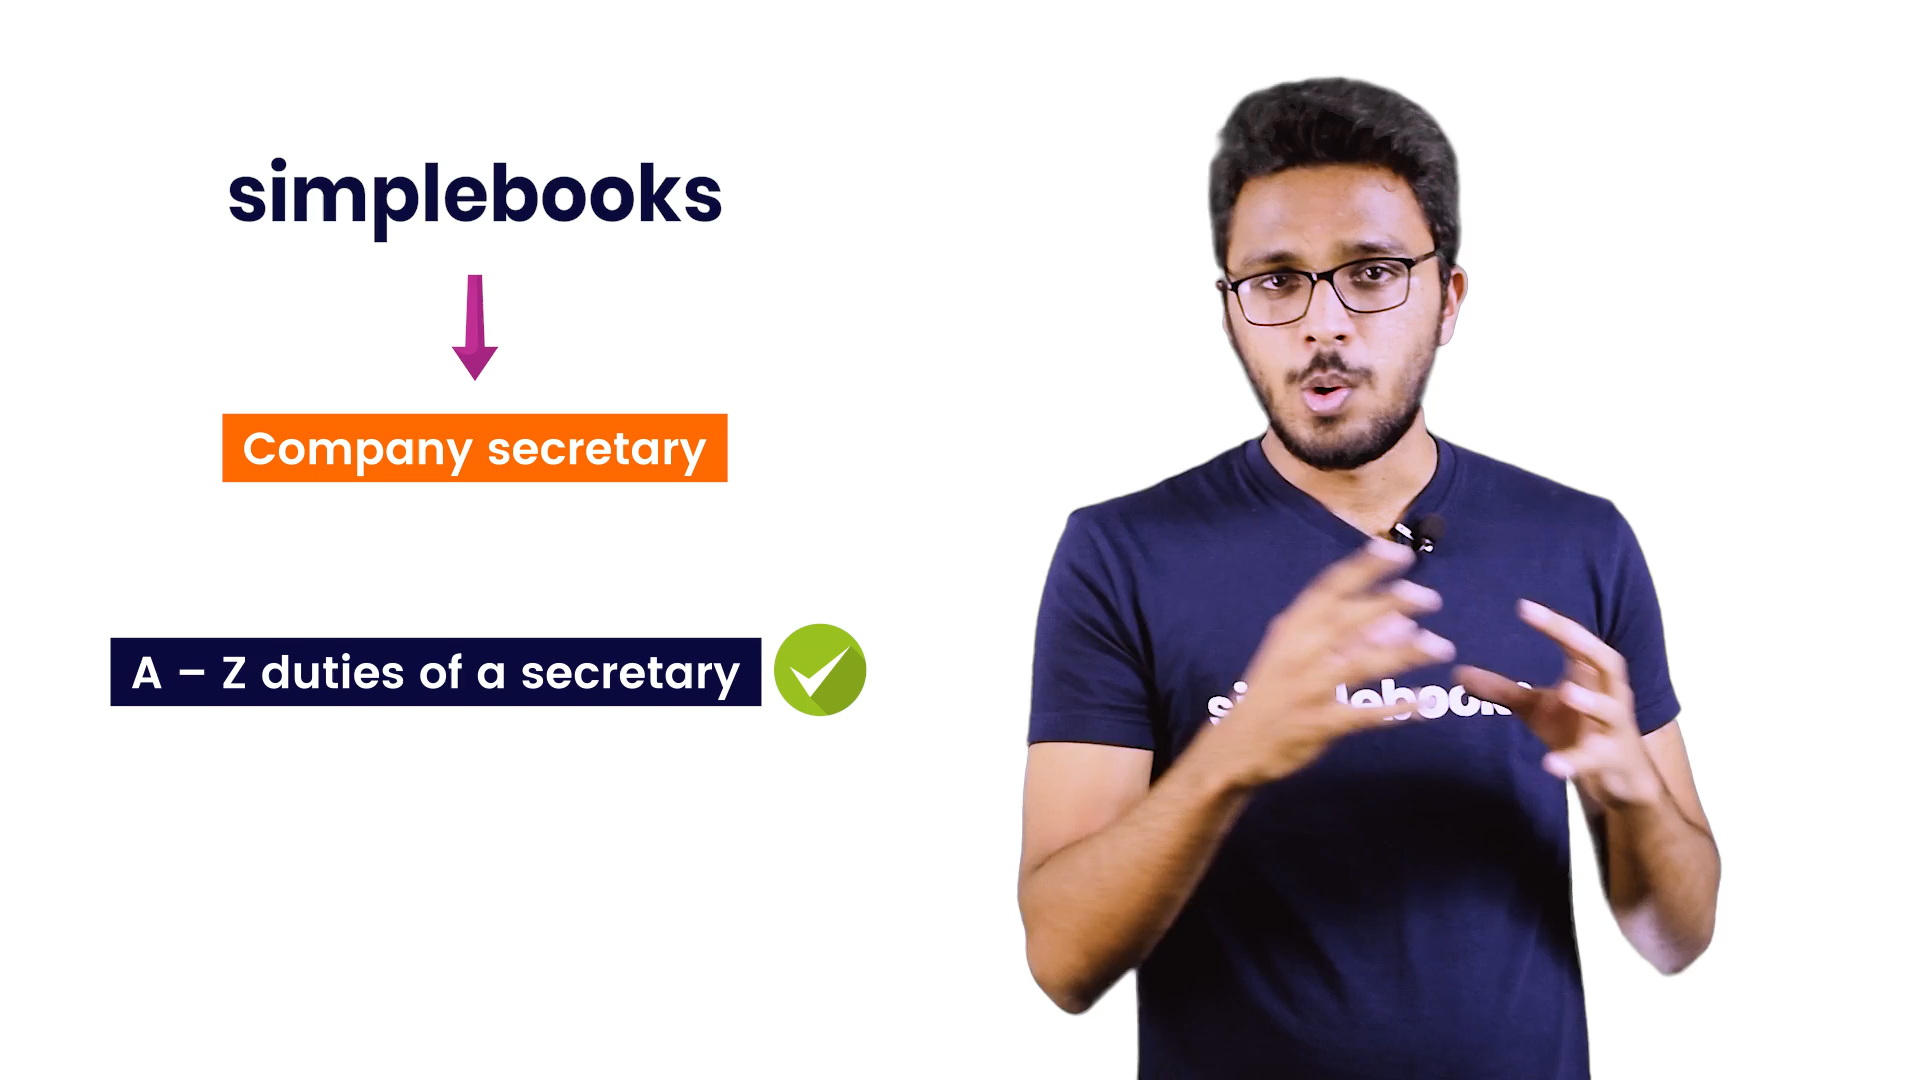 simplebooks
Company secretary
A – Z duties of a secretary